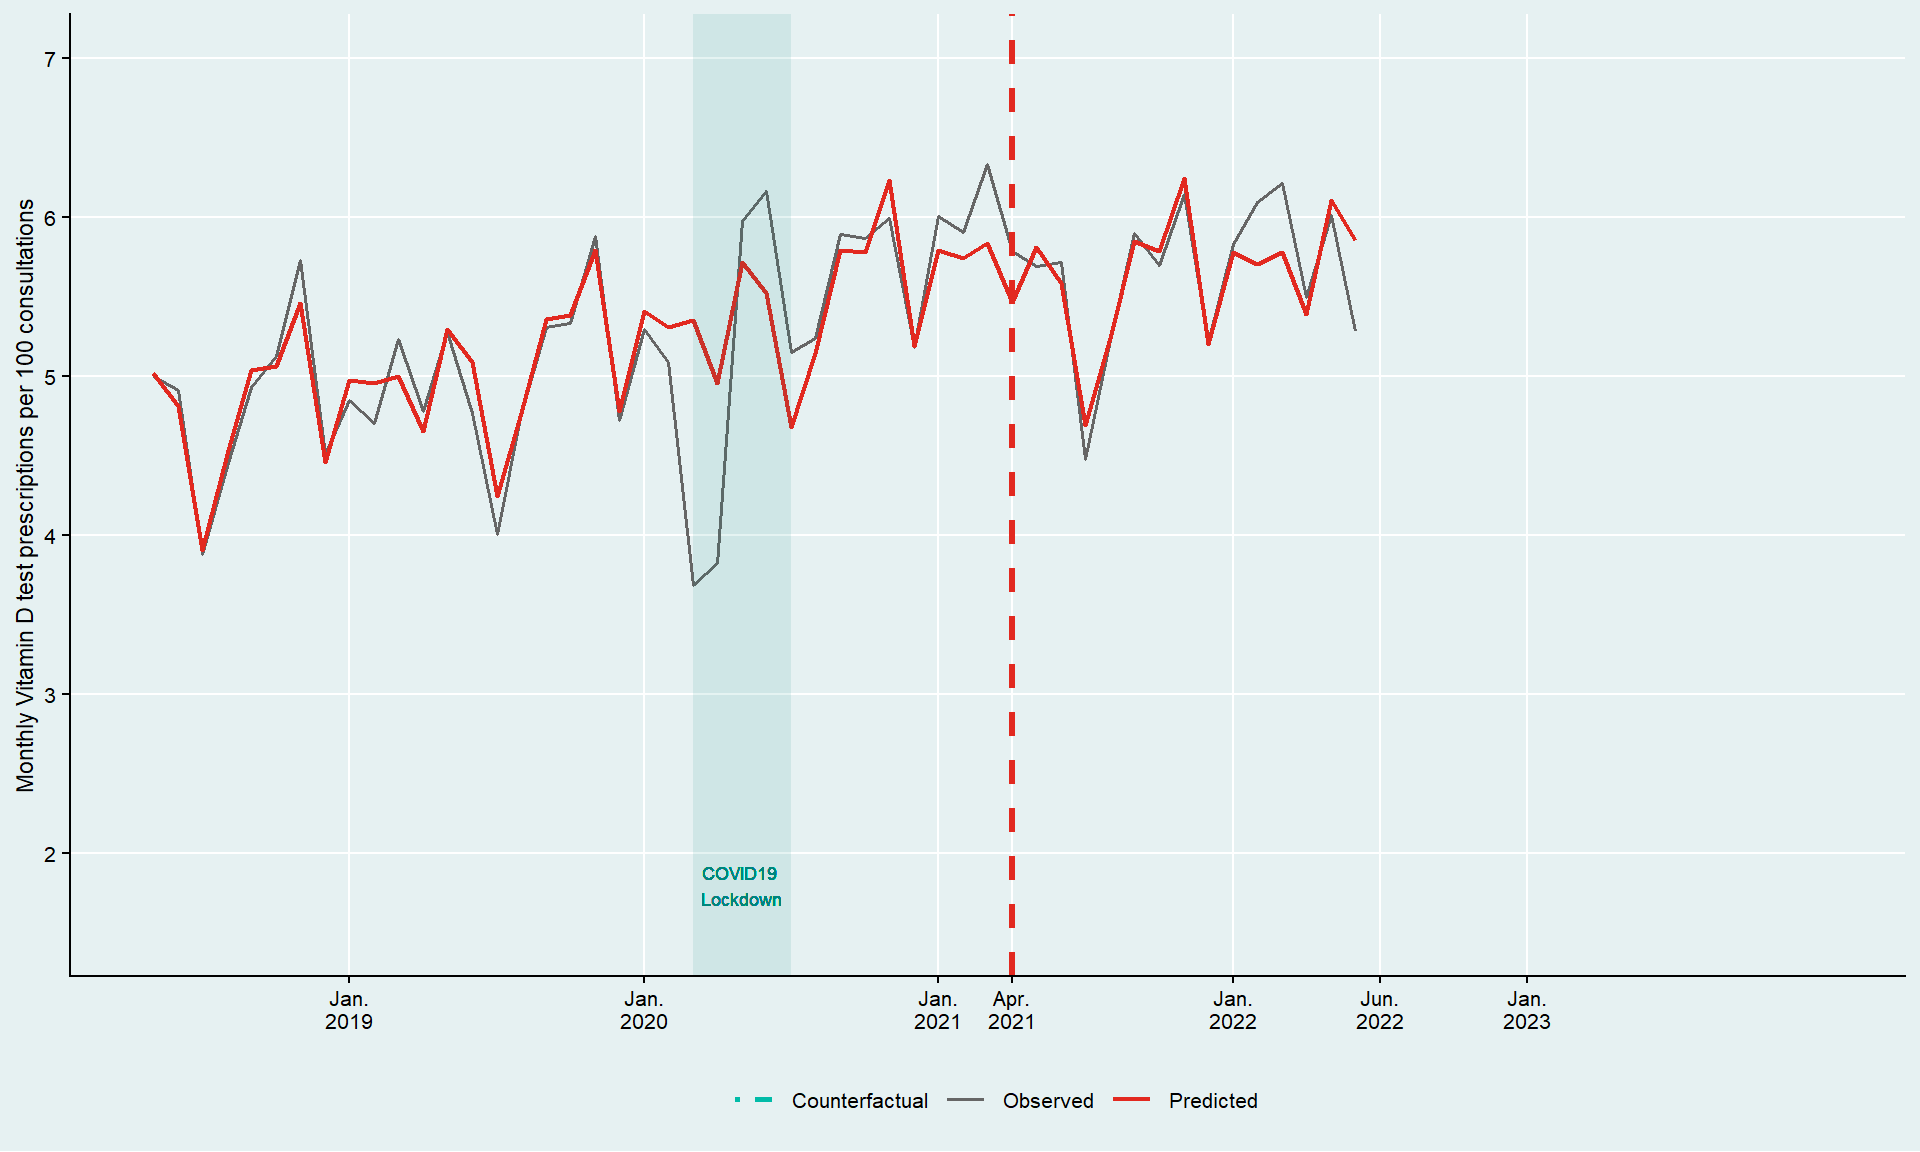 Monthly Vitamin D test prescriptions per 100 consultations
7
6
5
4
3
2
COVID19
Lockdown
Jan.
2019
Jan.
2020
Jan.
2021
Apr.
2021
Jan.
2022
Jun.
2022
Jan.
2023
Counterfactual
Observed
Predicted